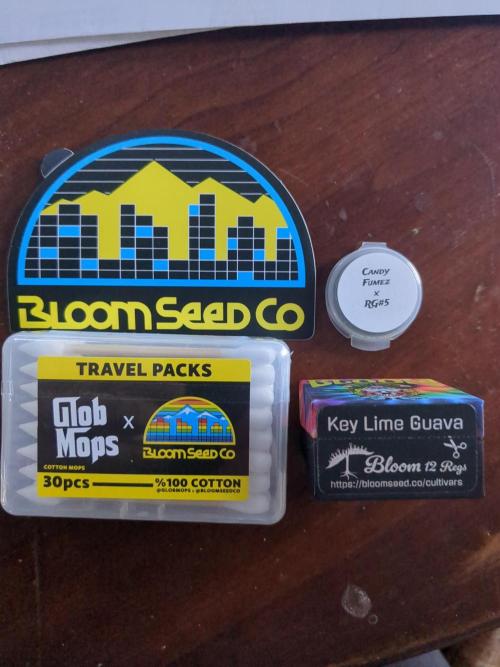 Bloom Seed Co
Candy
Fumez
x
RG#5
TRAVEL PACKS
Glob
Mops
x
Bloom Seed Co
COTTON MOPS
30pcs
%100 COTTON
@GLOBMOPS x @BLOOMSEEDCO
Key Lime Guava
Bloom 12 Regs
https://bloomseed.co/cultivars